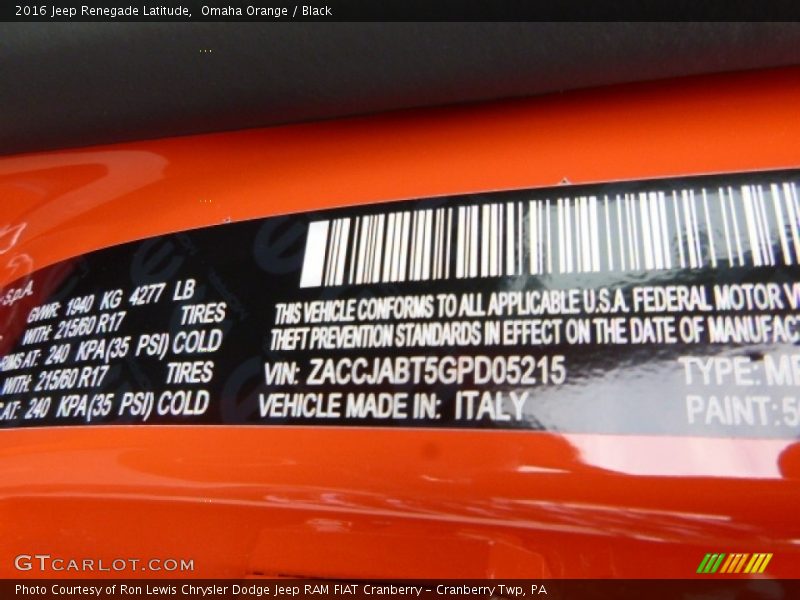 2016 Jeep Renegade Latitude,  Omaha Orange / Black
S.p.A.
GVWR: 1940 KG 4277 LB
WITH: 215/60 R17 TIRES
AT: 240 KPA(35 PSI) COLD
WITH: 215/60 R17 TIRES
AT: 240 KPA(35 PSI) COLD
THIS VEHICLE CONFORMS TO ALL APPLICABLE U.S.A. FEDERAL MOTOR
THEFT PREVENTION STANDARDS IN EFFECT ON THE DATE OF MANUFAC
VIN: ZACCJABT5GPD05215 TYPE:
VEHICLE MADE IN: ITALY PAINT:
GTCARLOT.COM
Photo Courtesy of Ron Lewis Chrysler Dodge Jeep RAM FIAT Cranberry – Cranberry Twp, PA